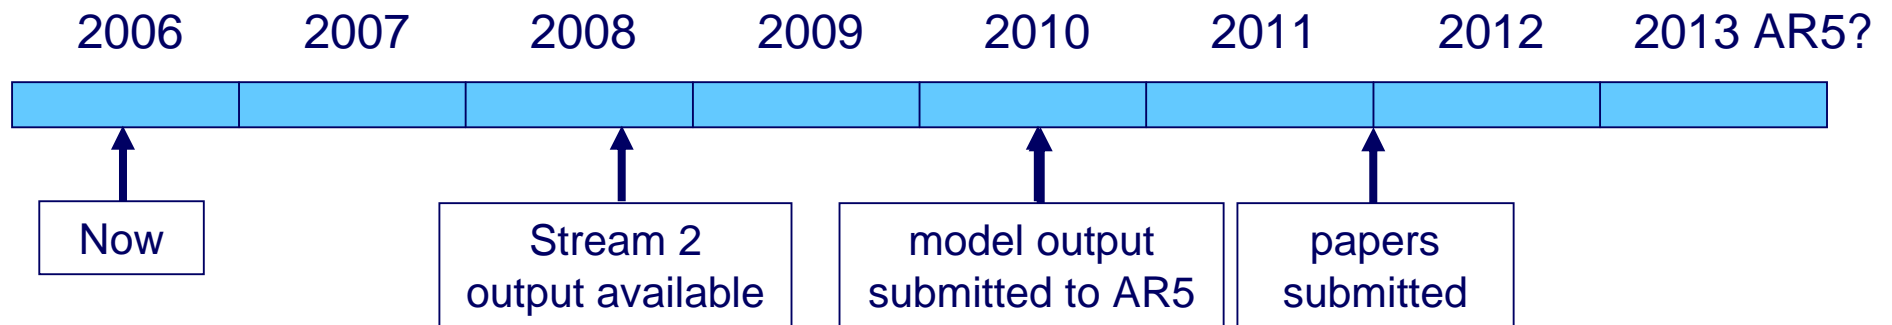 2006 2007 2008 2009 2010 2011 2012 2013 AR5?
Now
Stream 2
output available
model output
submitted to AR5
papers
submitted